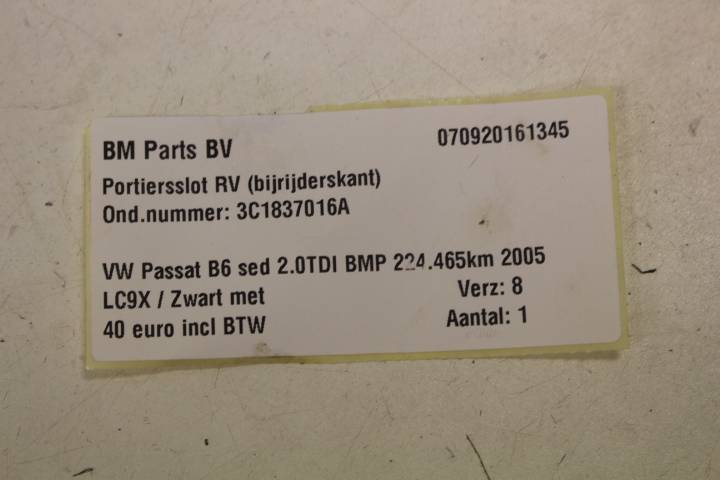 BM Parts BV 070920161345
Portiersslot RV (bijrijderskant)
Ond.nummer: 3C1837016A
VW Passat B6 sed 2.0TDI BMP 224.465km 2005
LC9X / Zwart met Verz: 8
40 euro incl BTW Aantal: 1